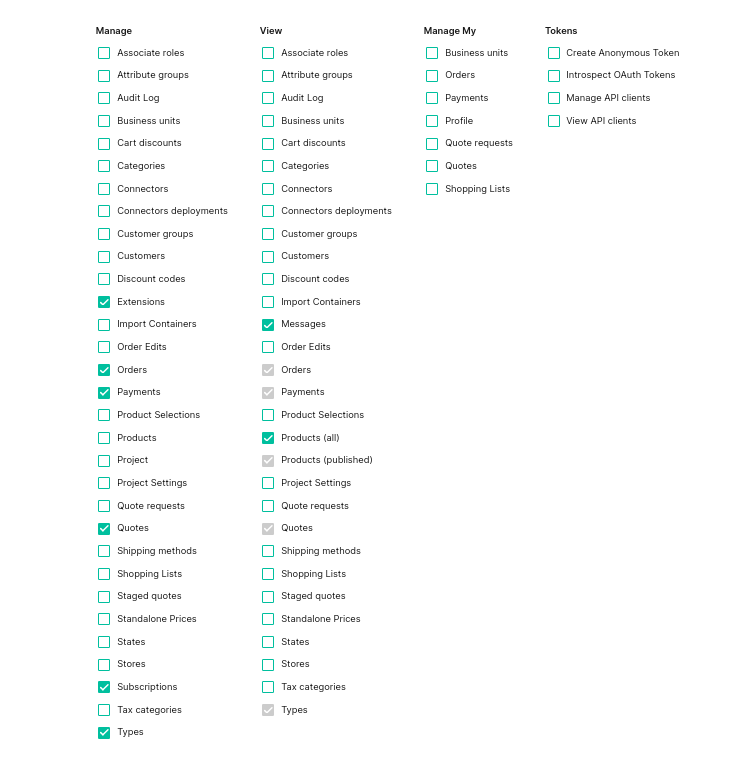 Manage
Associate roles
Attribute groups
Audit Log
Business units
Cart discounts
Categories
Connectors
Connectors deployments
Customer groups
Customers
Discount codes
Extensions
Import Containers
Order Edits
Orders
Payments
Product Selections
Products
Project
Project Settings
Quote requests
Quotes
Shipping methods
Shopping Lists
Staged quotes
Standalone Prices
States
Stores
Subscriptions
Tax categories
Types
View
Associate roles
Attribute groups
Audit Log
Business units
Cart discounts
Categories
Connectors
Connectors deployments
Customer groups
Customers
Discount codes
Import Containers
Messages
Order Edits
Orders
Payments
Product Selections
Products (all)
Products (published)
Project Settings
Quote requests
Quotes
Shipping methods
Shopping Lists
Staged quotes
Standalone Prices
States
Stores
Tax categories
Types
Manage My
Business units
Orders
Payments
Profile
Quote requests
Quotes
Shopping Lists
Tokens
Create Anonymous Token
Introspect OAuth Tokens
Manage API clients
View API clients